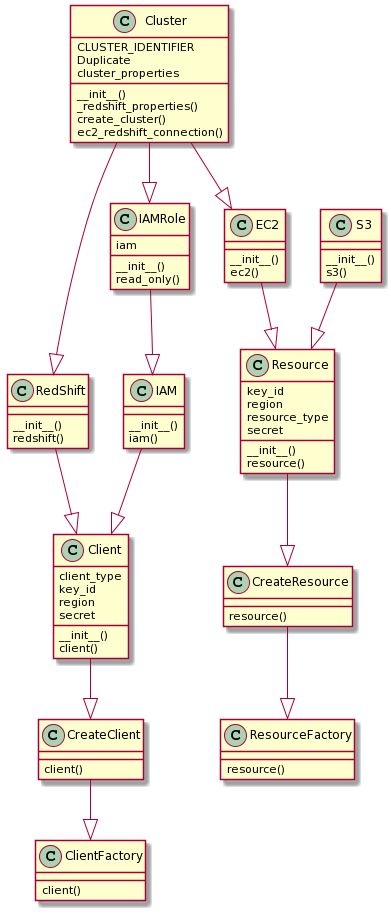 C Cluster
CLUSTER_IDENTIFIER
Duplicate
cluster_properties
__init__()
_redshift_properties()
create_cluster()
ec2_redshift_connection()
C IAMRole
iam
__init__()
read_only()
C EC2
__init__()
ec2()
C S3
__init__()
s3()
C RedShift
__init__()
redshift()
C IAM
__init__()
iam()
C Resource
key_id
region
resource_type
secret
__init__()
resource()
C Client
client_type
key_id
region
secret
__init__()
client()
C CreateResource
resource()
C CreateClient
client()
C ResourceFactory
resource()
C ClientFactory
client()